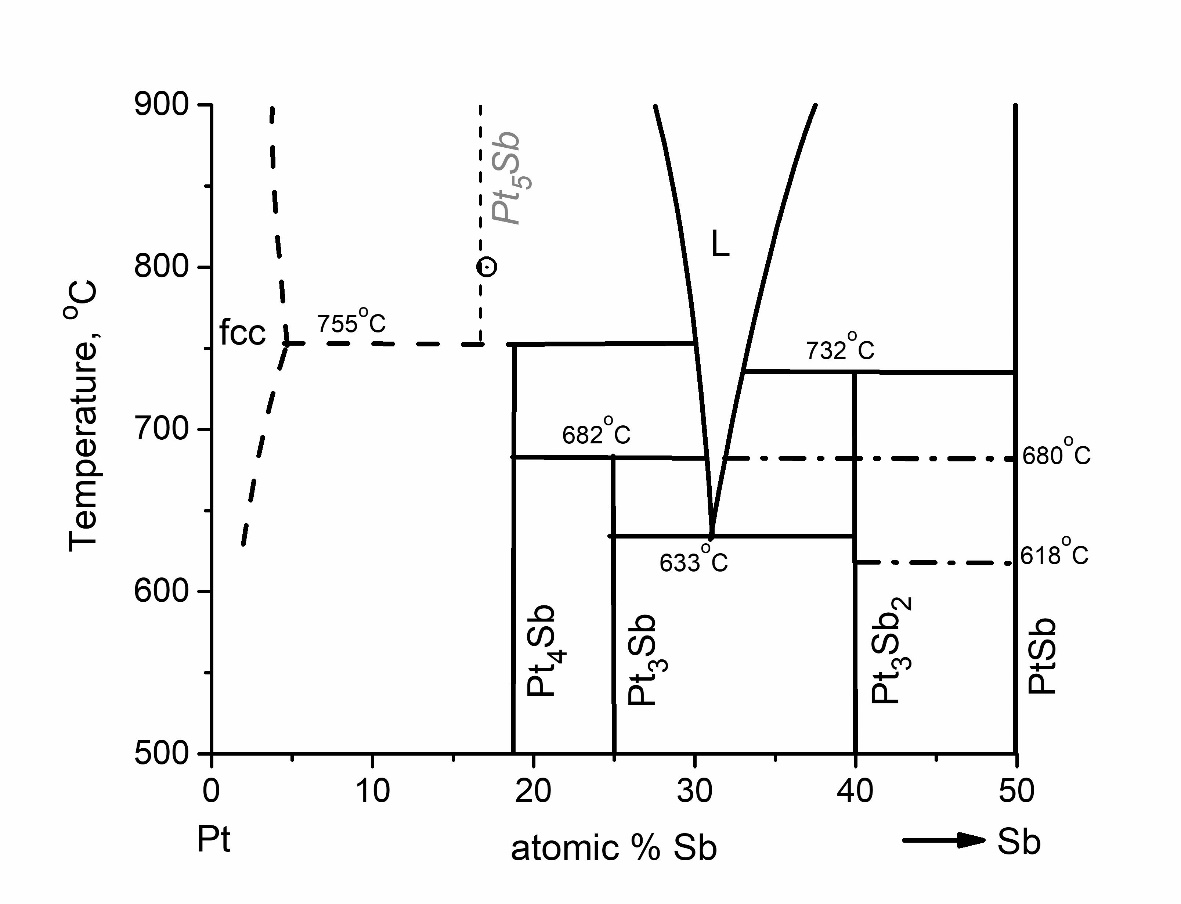 900
800
700
600
500
Temperature, °C
Pt₅Sb
L
fcc
755°C
732°C
682°C
680°C
633°C
618°C
Pt₄Sb
Pt₃Sb
Pt₃Sb₂
PtSb
0 10 20 30 40 50
Pt atomic % Sb Sb